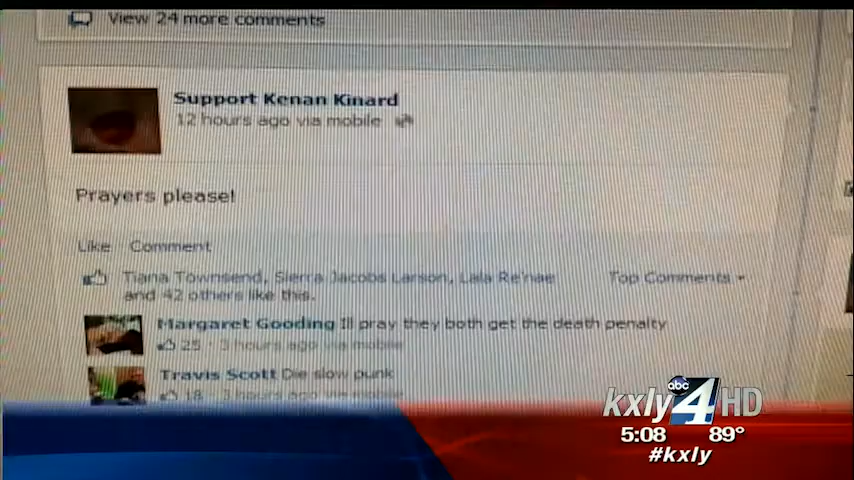 View 24 more comments
Support Kenan Kinard
12 hours ago via mobile
Prayers please!
Like Comment
Tiana Townsend, Sierra Jacobs Larson, Lala Re'nae
and 42 others like this.
Top Comments
Margaret Gooding Ill pray they both get the death penalty
25 · 3 hours ago via mobile
Travis Scott Die slow punk
18 · 3 hours ago via mobile
abc
kxly 4 HD
5:08 89°
#kxly